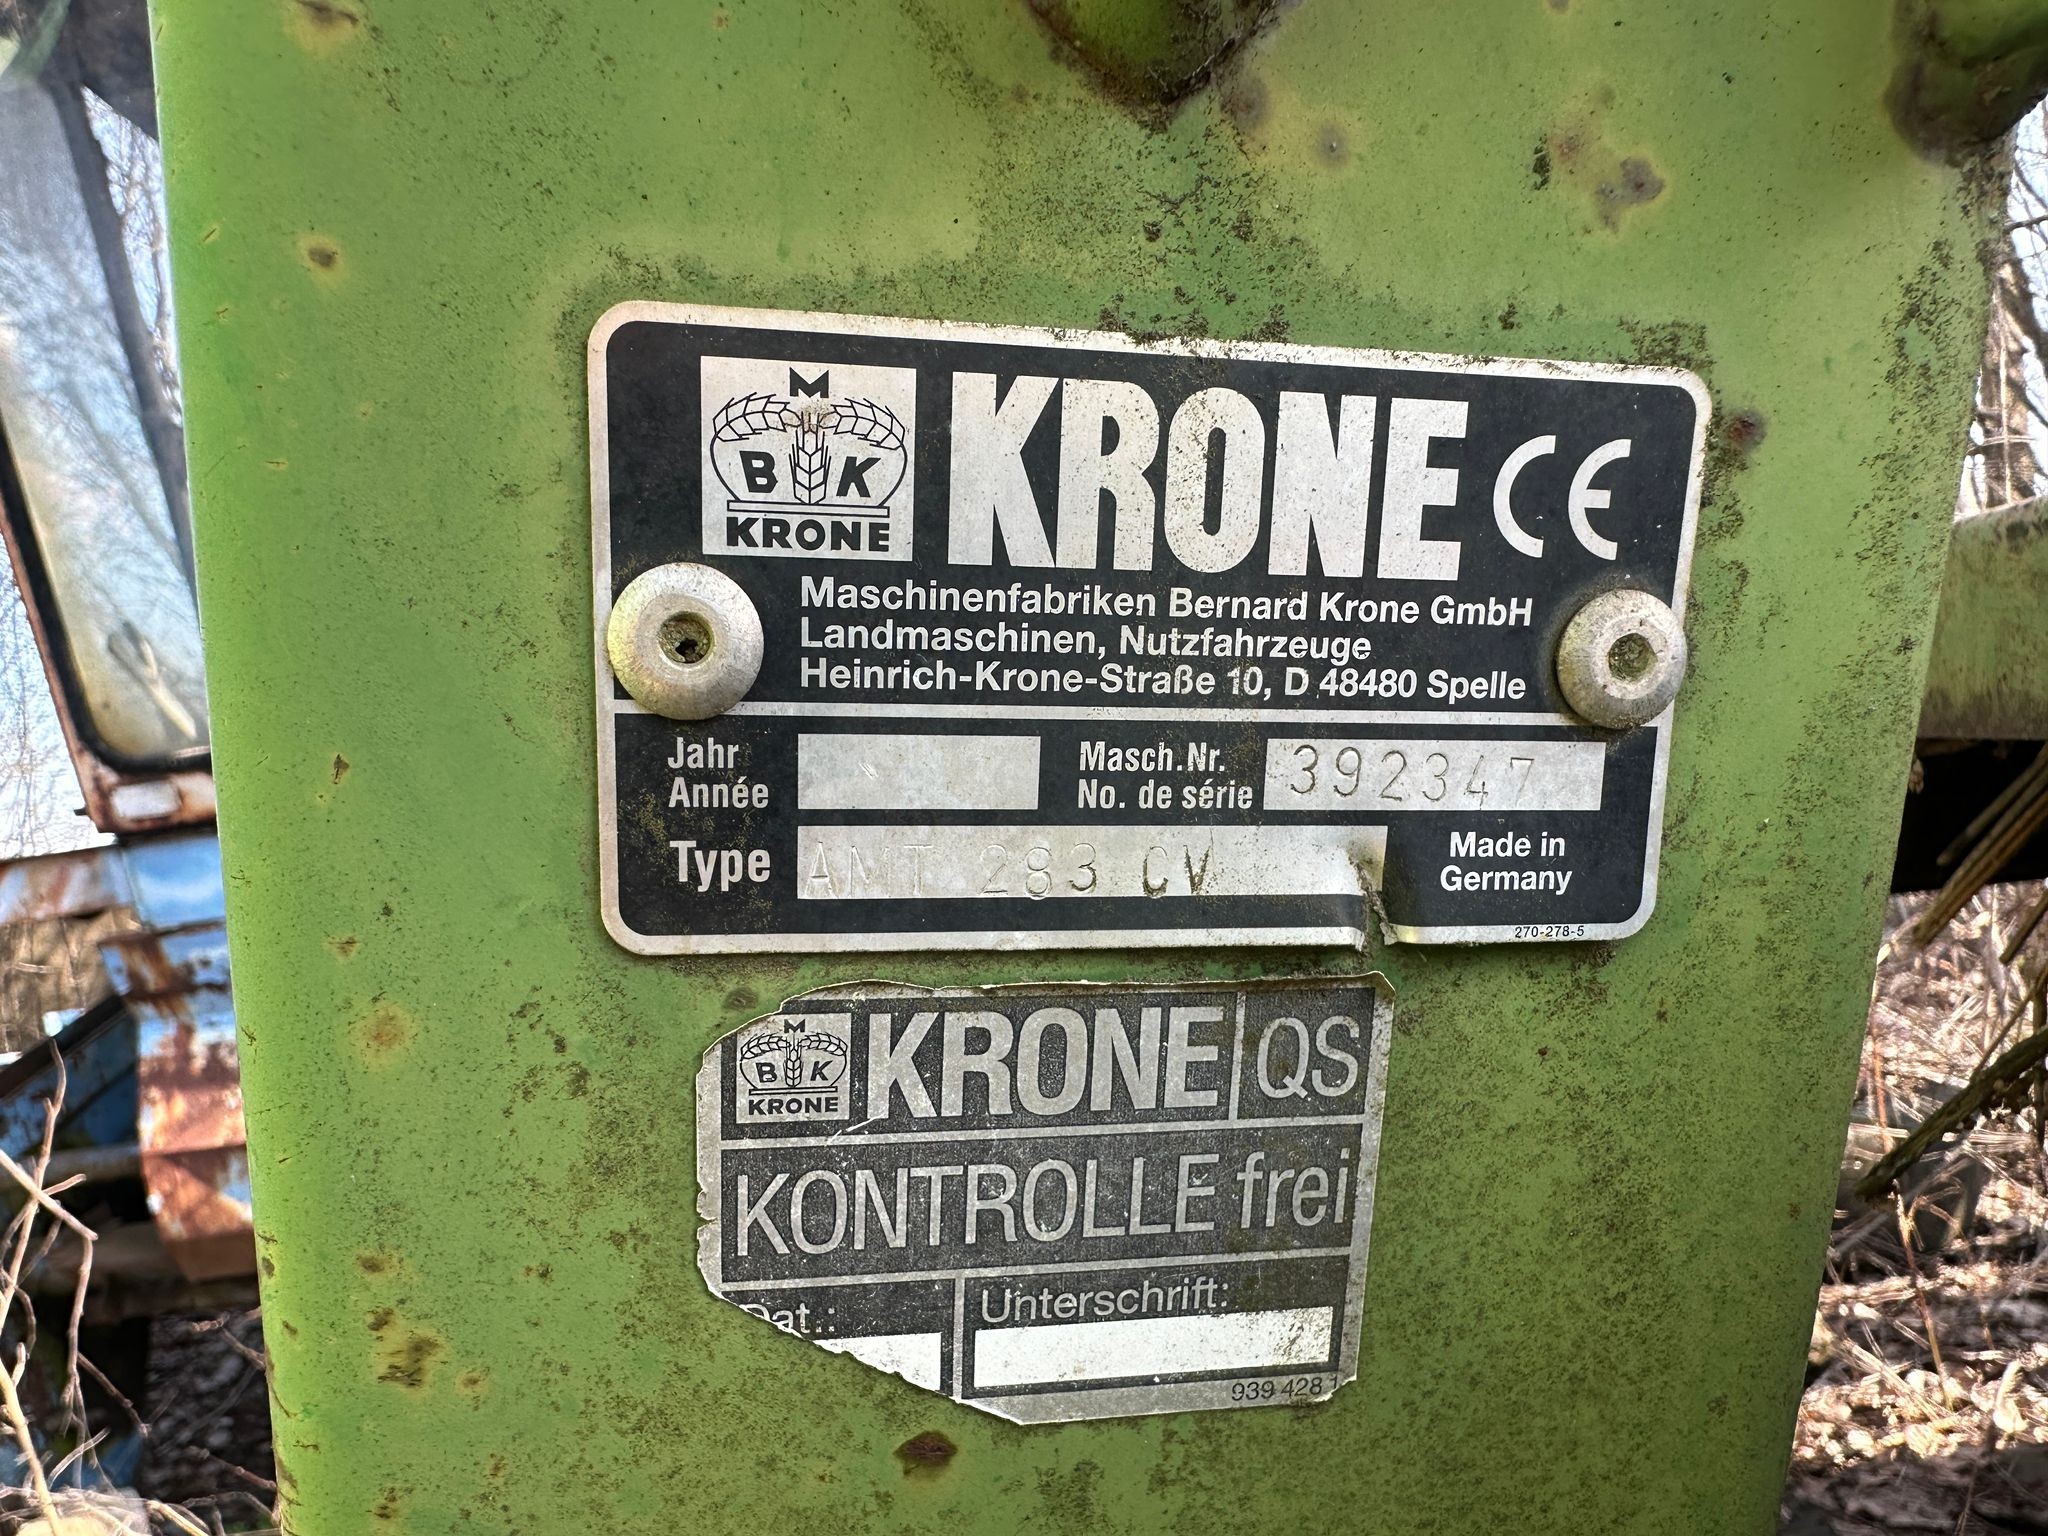 M
B K
KRONE
KRONE CE
Maschinenfabriken Bernard Krone GmbH
Landmaschinen, Nutzfahrzeuge
Heinrich-Krone-Straße 10, D 48480 Spelle
Jahr
Année
Masch.Nr.
No. de série
392347
Type AMT 283 CV
Made in
Germany
270-278-5
M
B K
KRONE
KRONE QS
KONTROLLE frei
Dat.: Unterschrift:
939 428 1